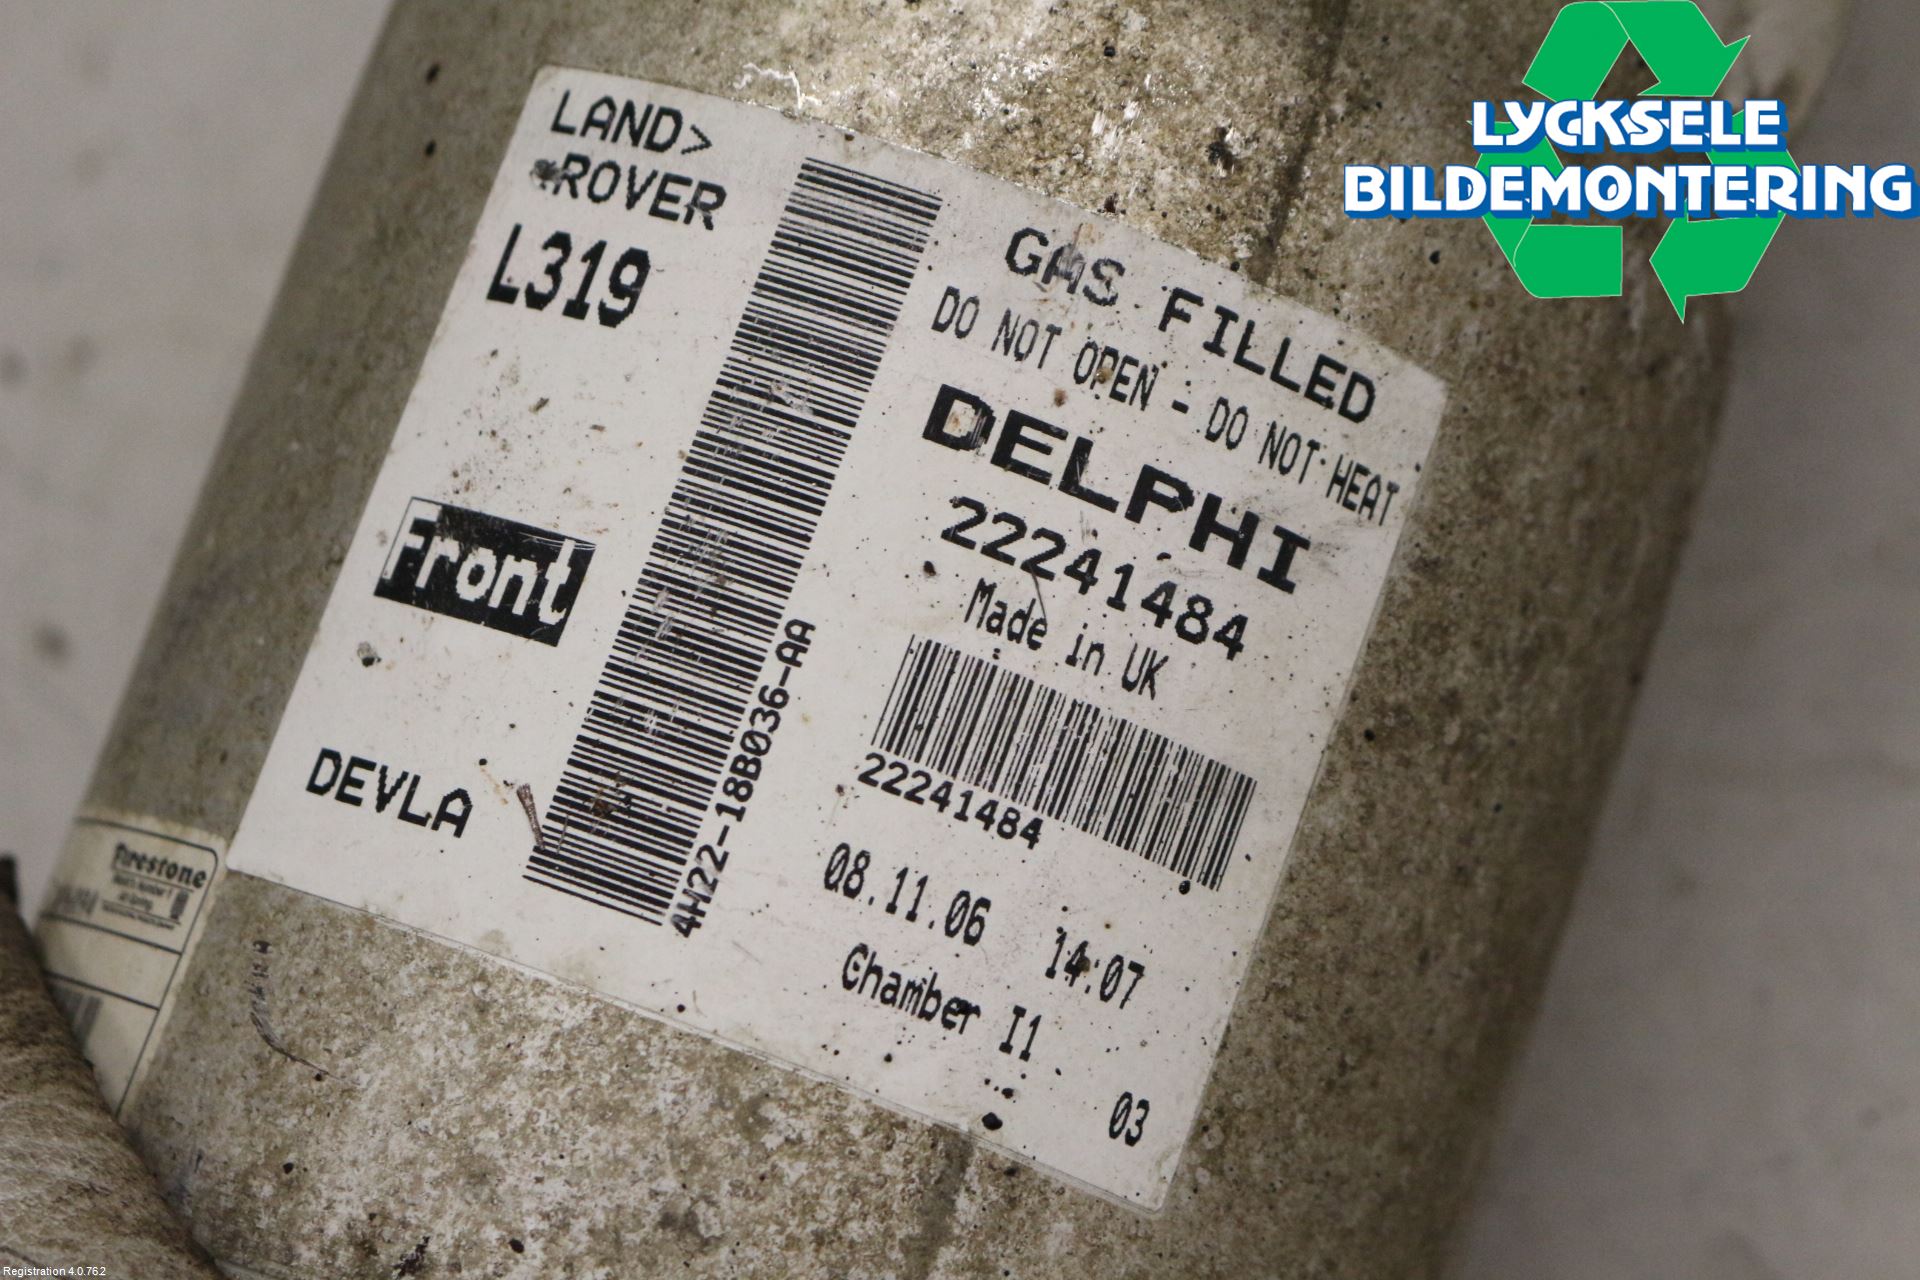 LYCKSELE
BILDEMONTERING
LAND>
ROVER
L319
Front
DEVLA
4H22-18B036-AA
GAS FILLED
DO NOT OPEN - DO NOT HEAT
DELPHI
22241484
Made in UK
22241484
08.11.06 14:07
Chamber I1
03
Firestone
Registration 4.0.762